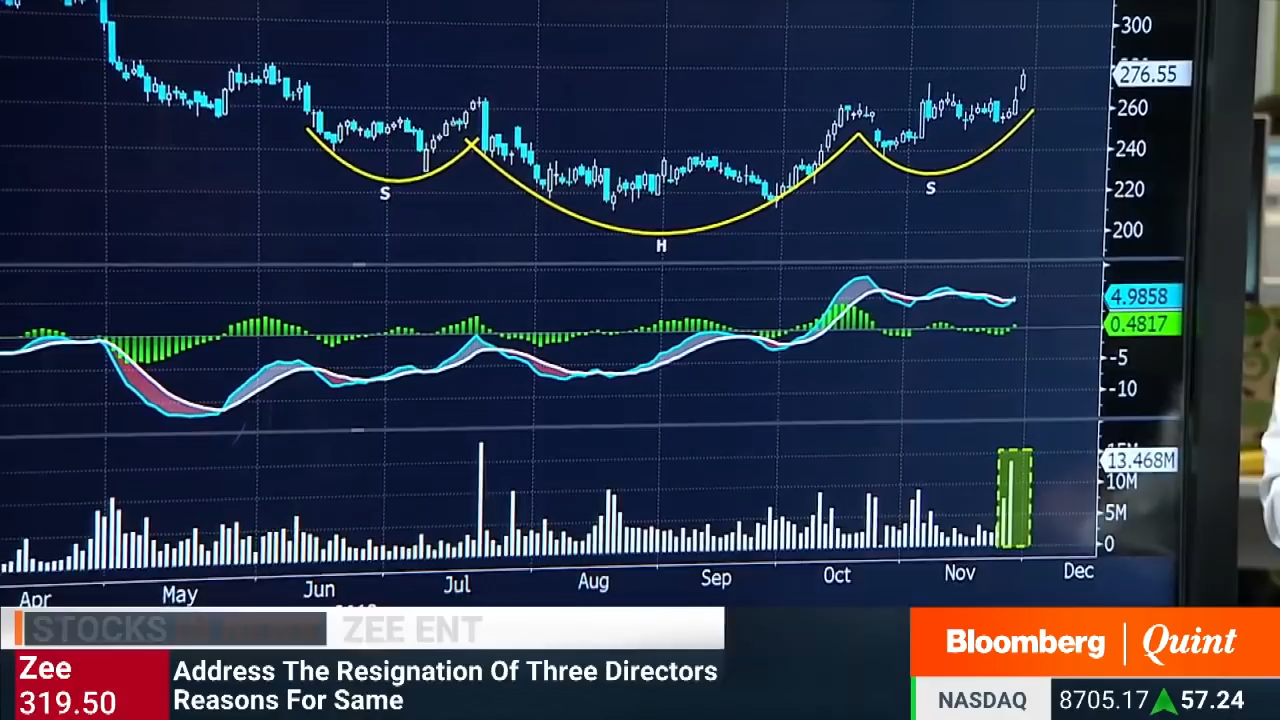 300
276.55
260
240
220
200
S
H
S
4.9858
0.4817
-5
-10
15M
13.468M
10M
5M
0
Apr May Jun Jul Aug Sep Oct Nov Dec
STOCKS
ZEE ENT
Zee
319.50
Address The Resignation Of Three Directors
Reasons For Same
Bloomberg | Quint
NASDAQ 8705.17 57.24